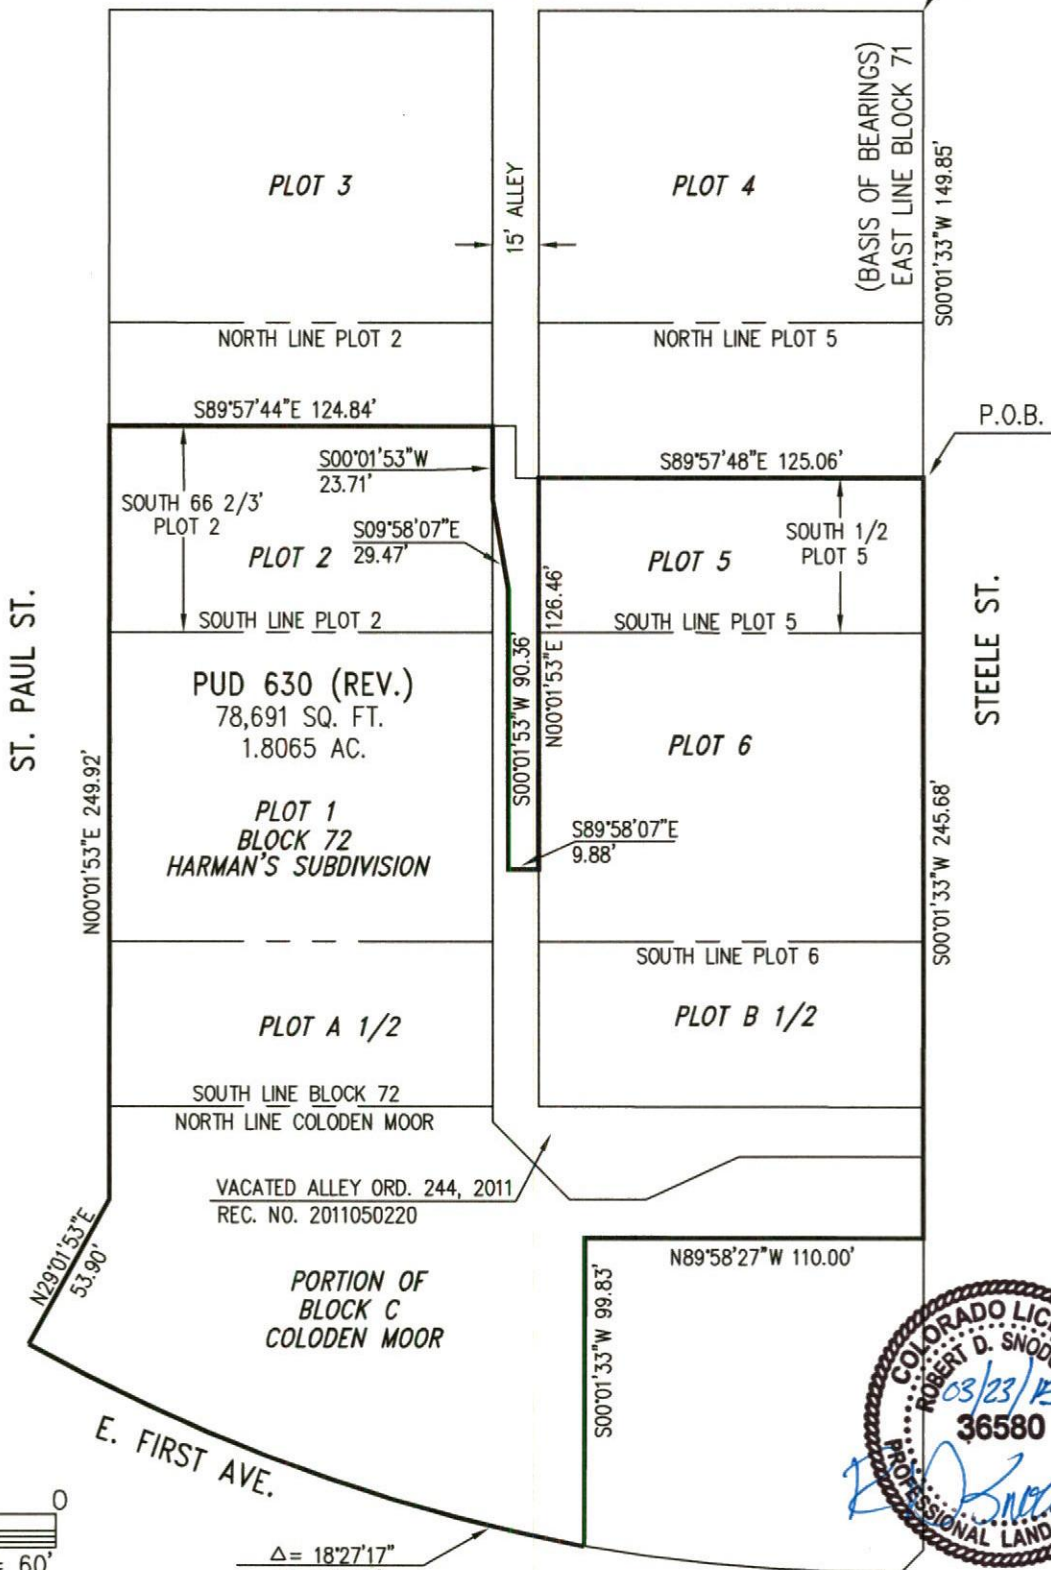 PLOT 3
PLOT 4
15' ALLEY
(BASIS OF BEARINGS)
EAST LINE BLOCK 71
S00°01'33"W 149.85'
NORTH LINE PLOT 2
NORTH LINE PLOT 5
S89°57'44"E 124.84'
P.O.B.
S00°01'53"W
23.71'
S89°57'48"E 125.06'
SOUTH 66 2/3'
PLOT 2
S09°58'07"E
29.47'
SOUTH 1/2
PLOT 5
PLOT 2
PLOT 5
ST. PAUL ST.
STEELE ST.
SOUTH LINE PLOT 2
SOUTH LINE PLOT 5
S00°01'53"W 90.36'
N00°01'53"E 126.46'
PUD 630 (REV.)
78,691 SQ. FT.
1.8065 AC.
PLOT 6
N00°01'53"E 249.92'
PLOT 1
BLOCK 72
HARMAN'S SUBDIVISION
S89°58'07"E
9.88'
S00°01'33"W 245.68'
SOUTH LINE PLOT 6
PLOT A 1/2
PLOT B 1/2
SOUTH LINE BLOCK 72
NORTH LINE COLODEN MOOR
VACATED ALLEY ORD. 244, 2011
REC. NO. 2011050220
N29°01'53"E
53.90'
N89°58'27"W 110.00'
PORTION OF
BLOCK C
COLODEN MOOR
S00°01'33"W 99.83'
COLORADO LIC
ROBERT D. SNOD
03/23/15
36580
PROFESSIONAL LAND
E. FIRST AVE.
0
= 60'
Δ= 18°27'17"